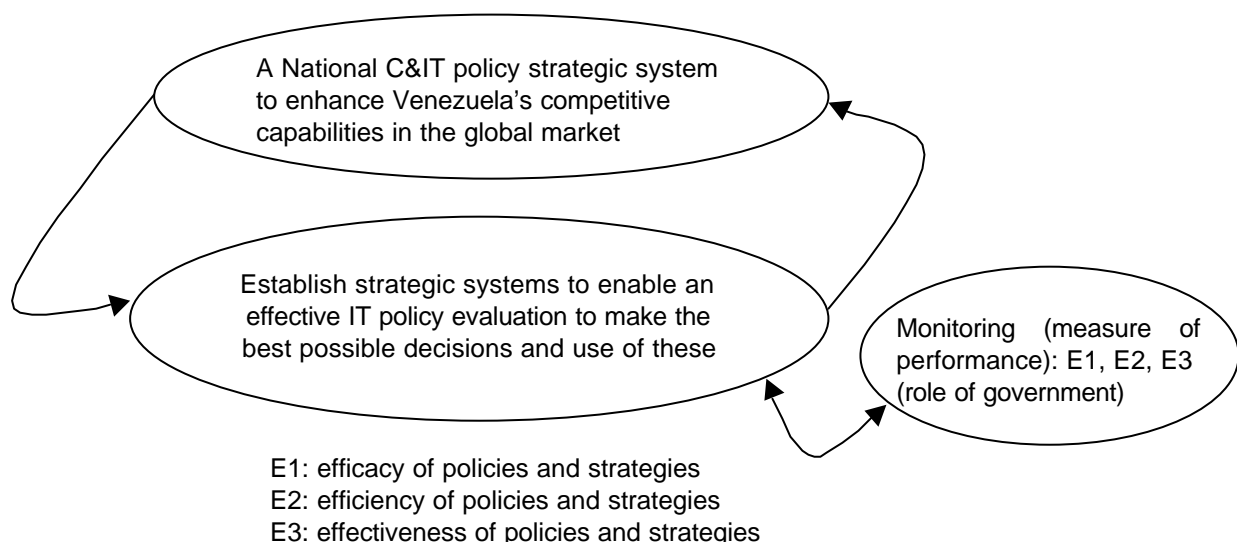 A National C&IT policy strategic system
to enhance Venezuela's competitive
capabilities in the global market
Establish strategic systems to enable an
effective IT policy evaluation to make the
best possible decisions and use of these
Monitoring (measure of
performance): E1, E2, E3
(role of government)
E1: efficacy of policies and strategies
E2: efficiency of policies and strategies
E3: effectiveness of policies and strategies